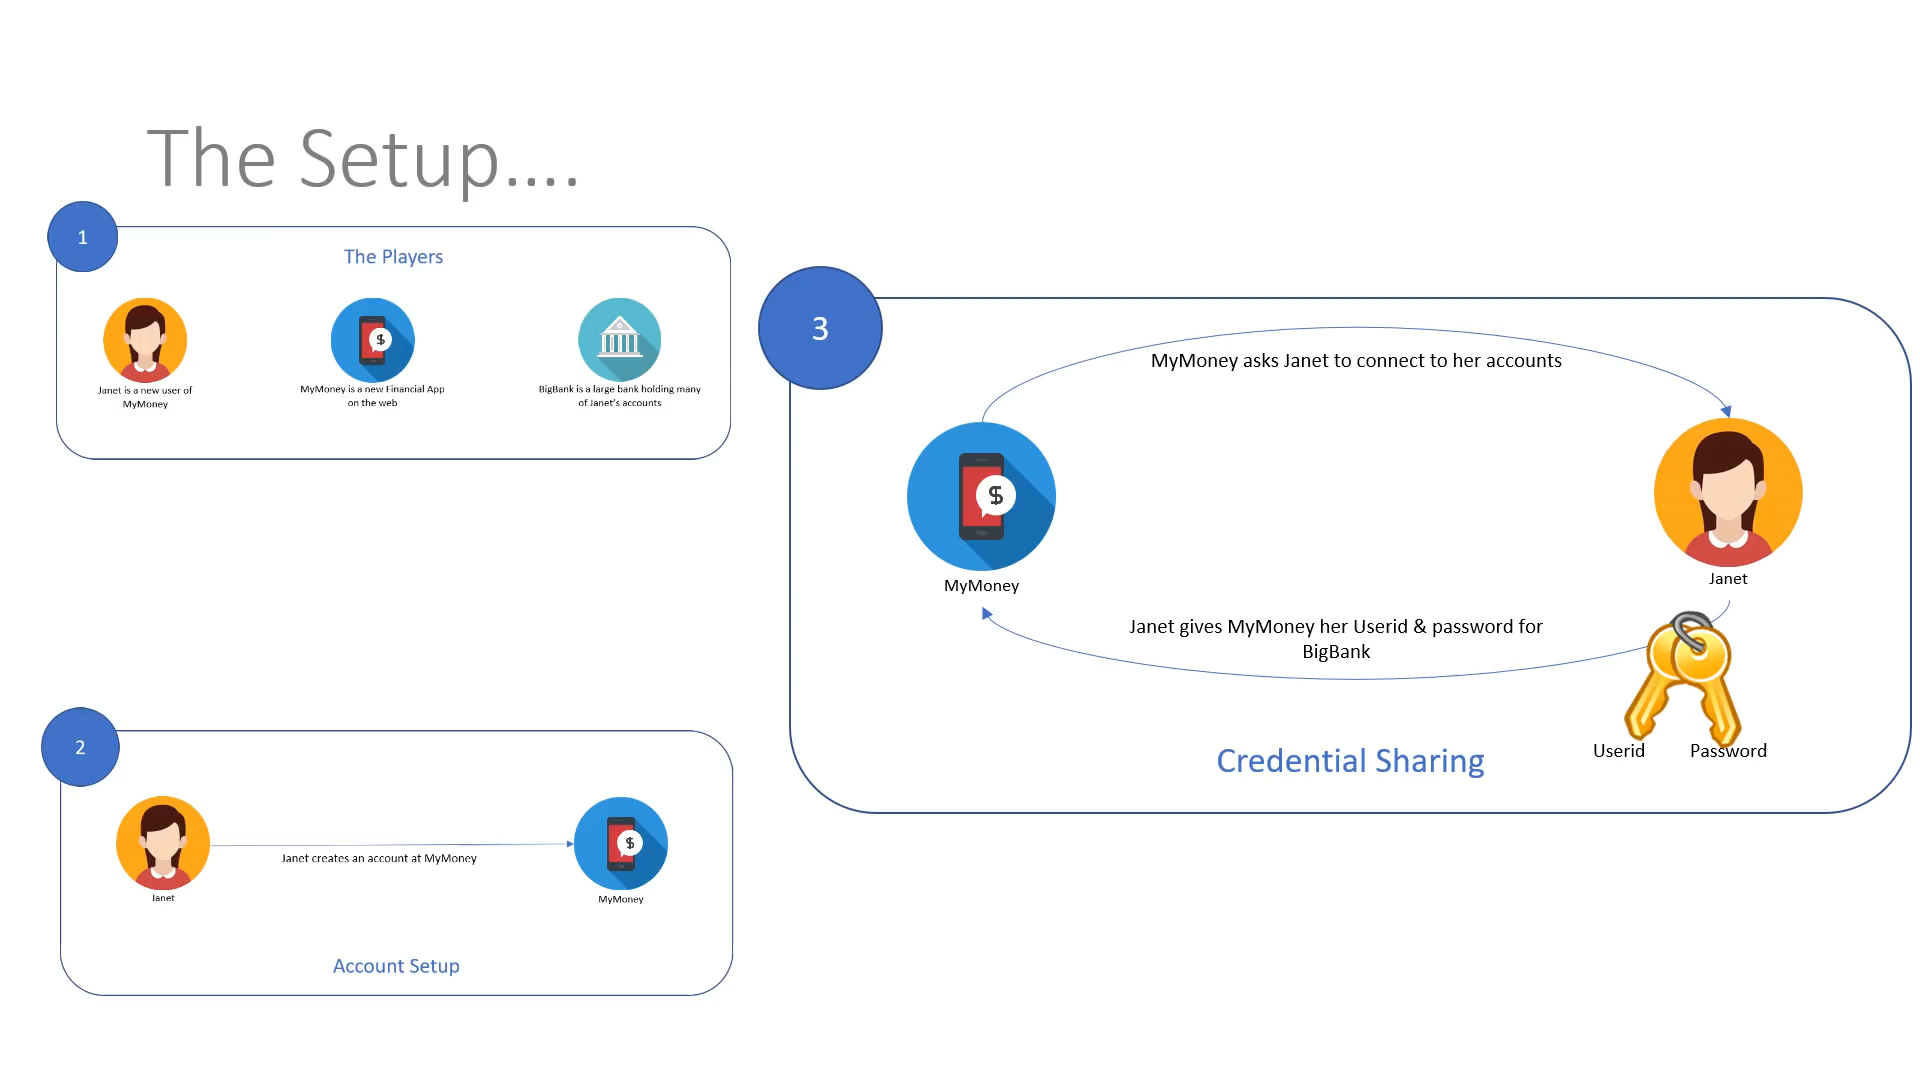 The Setup....
1
The Players
Janet is a new user of
MyMoney
MyMoney is a new Financial App
on the web
BigBank is a large bank holding many
of Janet's accounts
2
Janet creates an account at MyMoney
Janet
MyMoney
Account Setup
3
MyMoney asks Janet to connect to her accounts
$
$
$
MyMoney
Janet
Janet gives MyMoney her Userid & password for
BigBank
Userid
Password
Credential Sharing